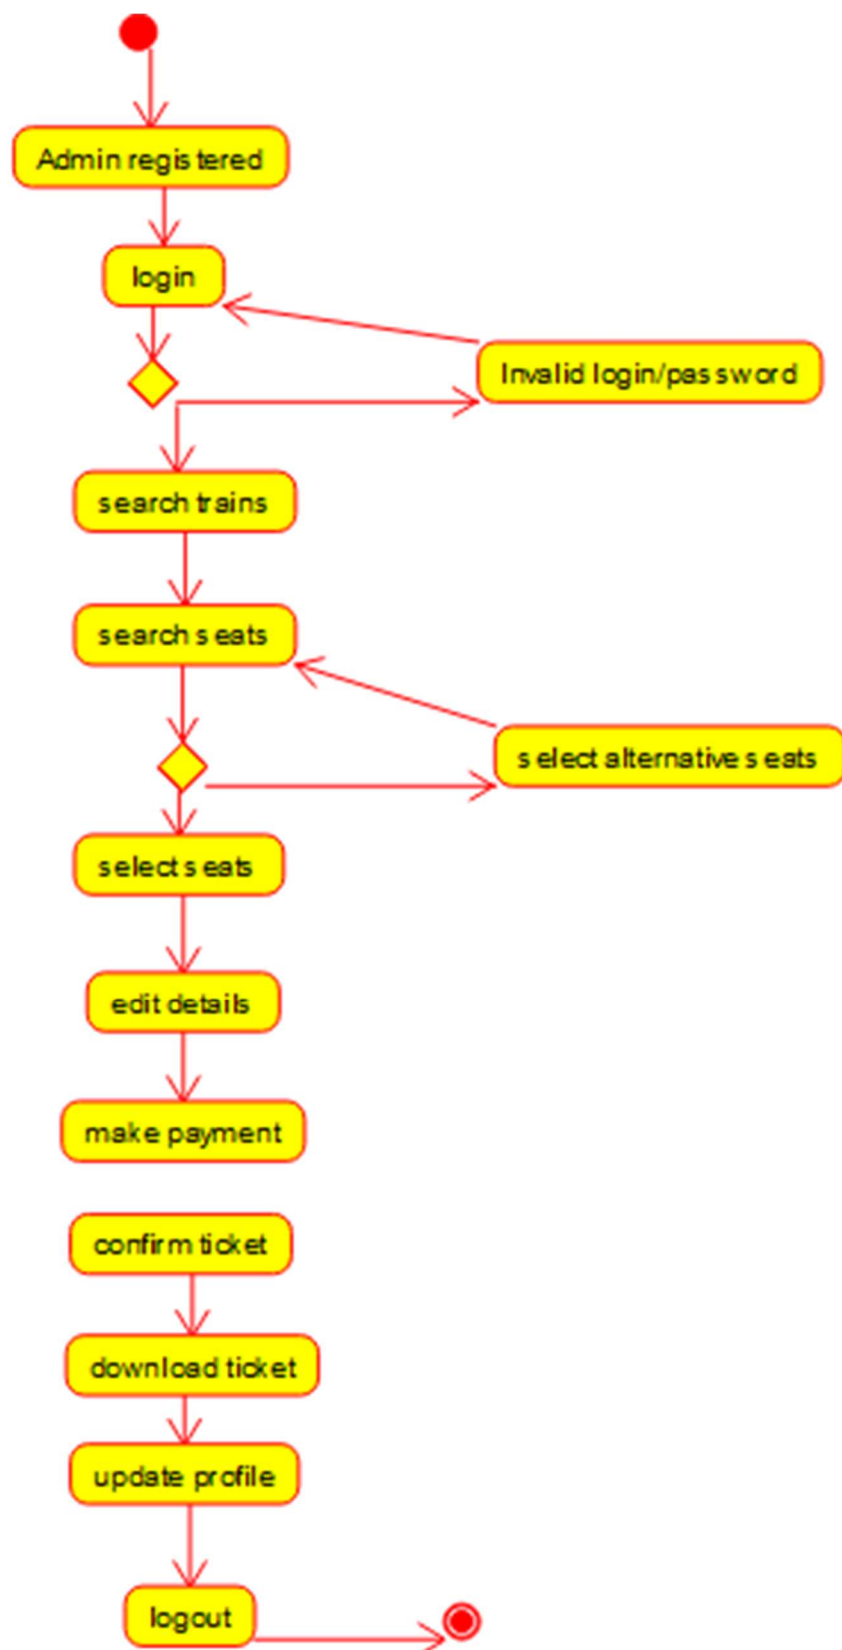 Admin registered
login
Invalid login/password
search trains
search seats
select alternative seats
select seats
edit details
make payment
confirm ticket
download ticket
update profile
logout